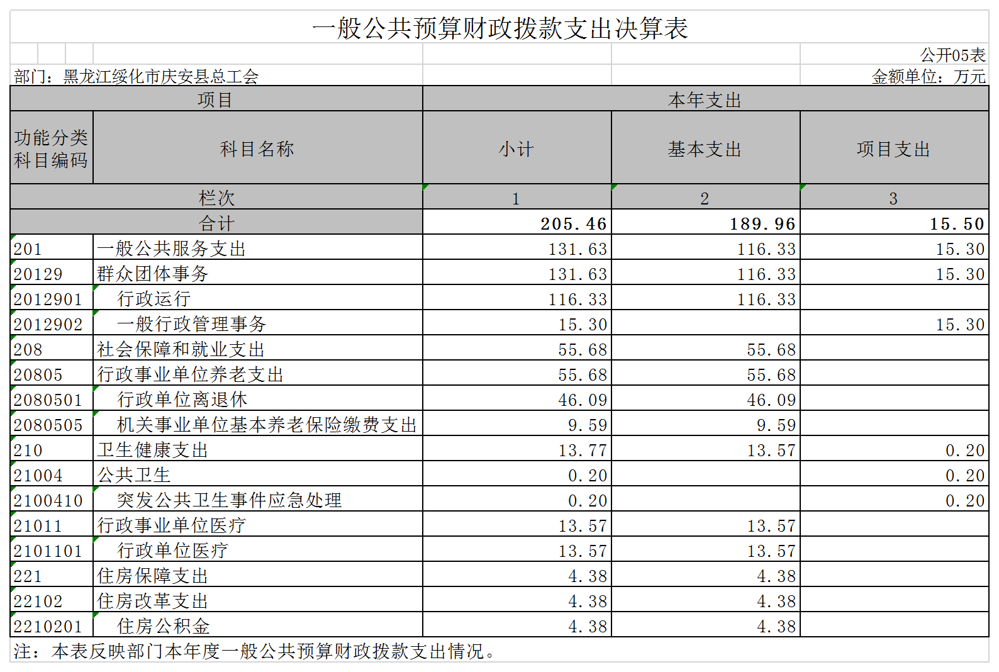 一般公共预算财政拨款支出决算表
公开05表
部门：黑龙江绥化市庆安县总工会 金额单位：万元
项目 本年支出
功能分类
科目编码 科目名称 小计 基本支出 项目支出
栏次 1 2 3
合计 205.46 189.96 15.50
201 一般公共服务支出 131.63 116.33 15.30
20129 群众团体事务 131.63 116.33 15.30
2012901 行政运行 116.33 116.33
2012902 一般行政管理事务 15.30 15.30
208 社会保障和就业支出 55.68 55.68
20805 行政事业单位养老支出 55.68 55.68
2080501 行政单位离退休 46.09 46.09
2080505 机关事业单位基本养老保险缴费支出 9.59 9.59
210 卫生健康支出 13.77 13.57 0.20
21004 公共卫生 0.20 0.20
2100410 突发公共卫生事件应急处理 0.20 0.20
21011 行政事业单位医疗 13.57 13.57
2101101 行政单位医疗 13.57 13.57
221 住房保障支出 4.38 4.38
22102 住房改革支出 4.38 4.38
2210201 住房公积金 4.38 4.38
注：本表反映部门本年度一般公共预算财政拨款支出情况。